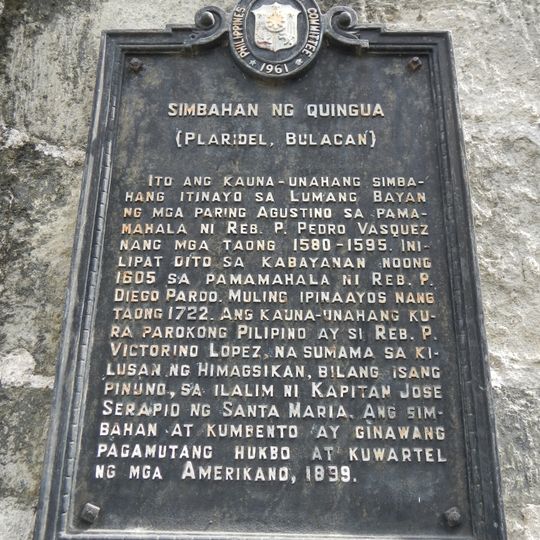 PHILIPPINES
COMMITTEE
1961
SIMBAHAN NG QUINGUA
(PLARIDEL, BULACAN)
ITO ANG KAUNA-UNAHANG SIMBA-
HANG ITINAYO SA LUMANG BAYAN
NG MGA PARING AGUSTINO SA PAMA-
MAHALA NI REB. P. PEDRO VASQUEZ
NANG MGA TAONG 1580-1595. INI-
LIPAT DITO SA KABAYANAN NOONG
1605 SA PAMAMAHALA NI REB. P.
DIEGO PARDO. MULING IPINAAYOS NANG
TAONG 1722. ANG KAUNA-UNAHANG KU-
RA PAROKONG PILIPINO AY SI REB. P.
VICTORINO LOPEZ, NA SUMAMA SA KI-
LUSAN NG HIMAGSIKAN, BILANG ISANG
PINUNO, SA ILALIM NI KAPITAN JOSE
SERAPIO NG SANTA MARIA. ANG SIM-
BAHAN AT KUMBENTO AY GINAWANG
PAGAMUTANG HUKBO AT KUWARTEL
NG MGA AMERIKANO, 1899.